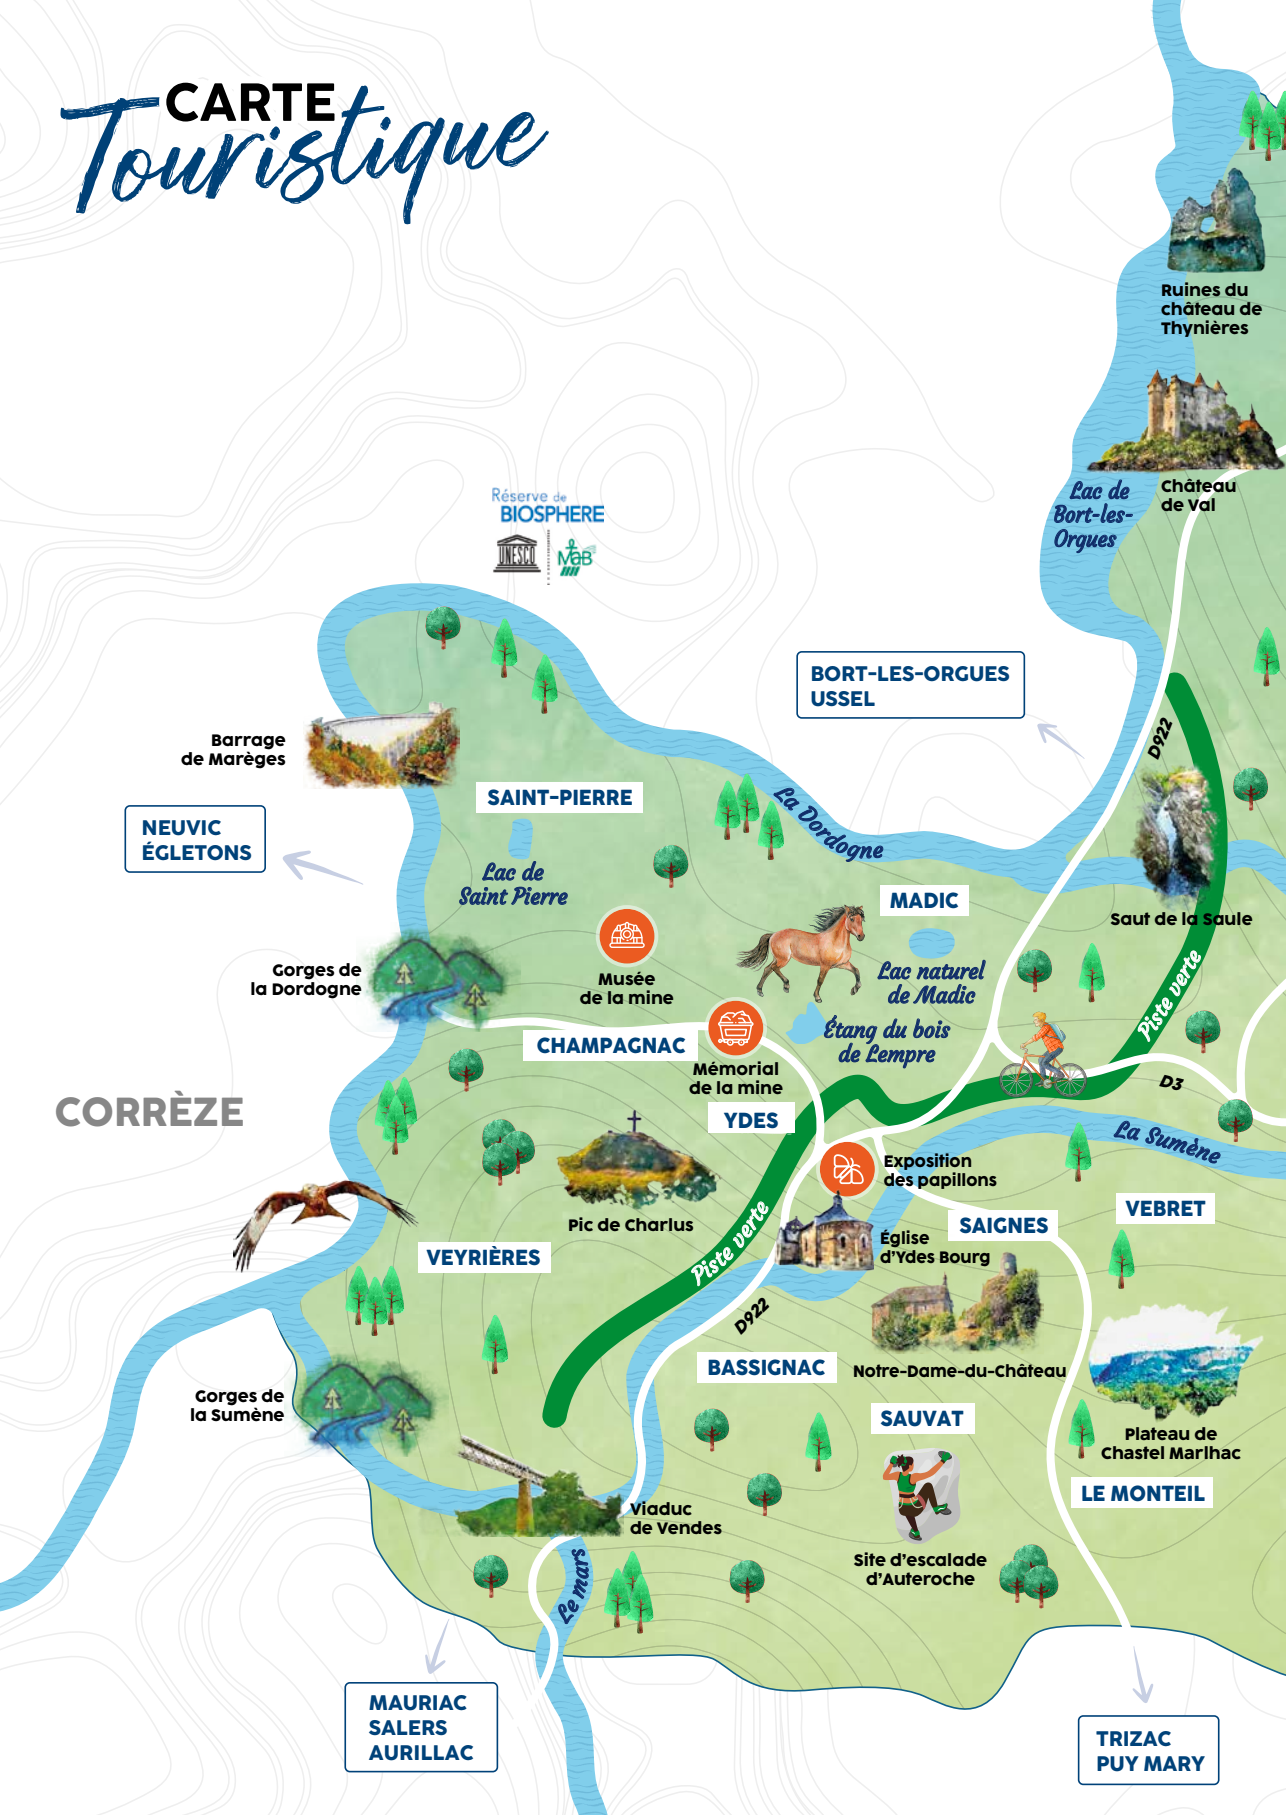 CARTE
Touristique
Ruines du
château de
Thynières
Château
de Val
Lac de
Bort-les-
Orgues
Réserve de
BIOSPHERE
UNESCO
MaB
BORT-LES-ORGUES
USSEL
D922
Barrage
de Marèges
SAINT-PIERRE
La Dordogne
NEUVIC
ÉGLETONS
Lac de
Saint Pierre
MADIC
Saut de la Saule
Musée
de la mine
Lac naturel
de Madic
Gorges de
la Dordogne
Piste verte
CHAMPAGNAC
Étang du bois
de Lempre
Mémorial
de la mine
D3
CORRÈZE
YDES
La Sumène
Exposition
des papillons
Pic de Charlus
VEBRET
SAIGNES
Piste verte
Église
d'Ydes Bourg
VEYRIÈRES
D922
BASSIGNAC
Notre-Dame-du-Château
Gorges de
la Sumène
SAUVAT
Plateau de
Chastel Marlhac
LE MONTEIL
Viaduc
de Vendes
Site d'escalade
d'Auteroche
Le mars
MAURIAC
SALERS
AURILLAC
TRIZAC
PUY MARY